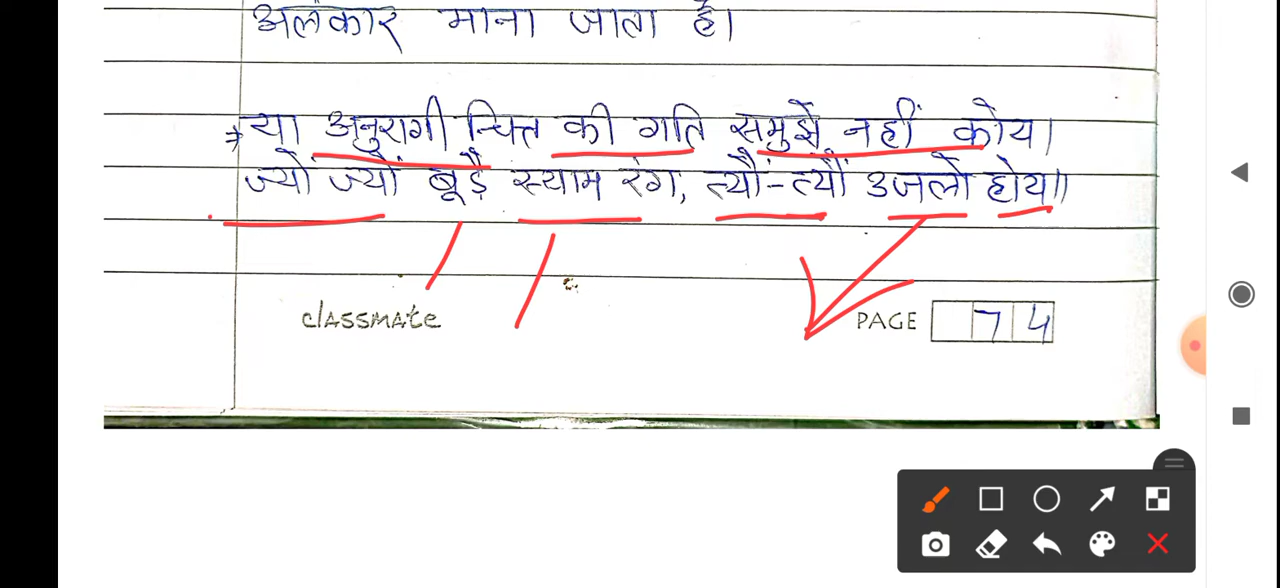 अलंकार माना जाता है।
→ या अनुरागी चित्त की गति समुझै नहीं कोय।
ज्यों ज्यों बूड़ै स्याम रंग, त्यौं-त्यौं उजलो होय॥
classmate
PAGE 74